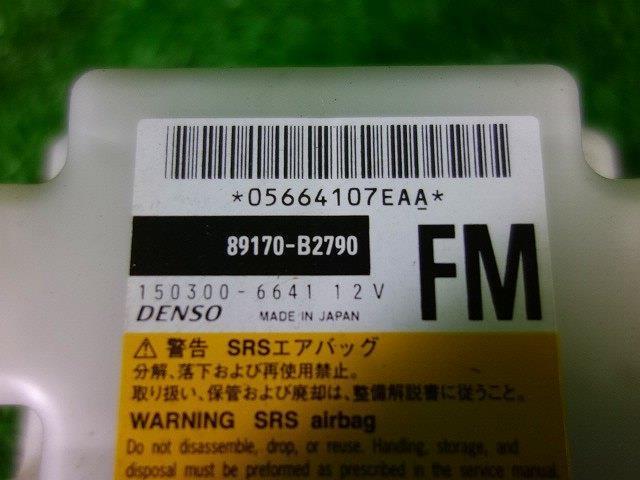 *05664107EAA*
89170-B2790
FM
150300-6641 12V
DENSO MADE IN JAPAN
警告 SRSエアバッグ
分解、落下および再使用禁止。
取り扱い、保管および廃却は、整備解説書に従うこと。
WARNING SRS airbag
Do not disassemble, drop, or reuse. Handling, storage, and
disposal must be preformed as prescribed in the service manual